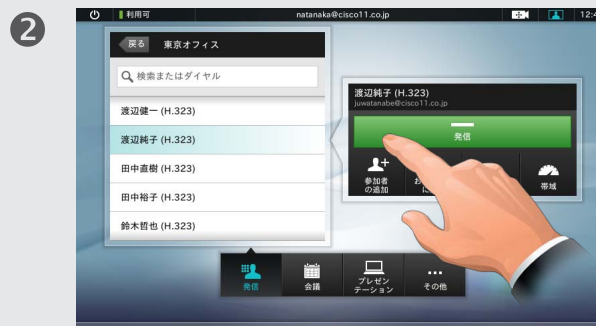 2
利用可
natanaka@cisco11.co.jp
12:4
戻る 東京オフィス
検索またはダイヤル
渡辺健一 (H.323)
渡辺純子 (H.323)
田中直樹 (H.323)
田中裕子 (H.323)
鈴木哲也 (H.323)
渡辺純子 (H.323)
juwatanabe@cisco11.co.jp
発信
参加者
の追加
帯域
発信
会議
プレゼン
テーション
その他